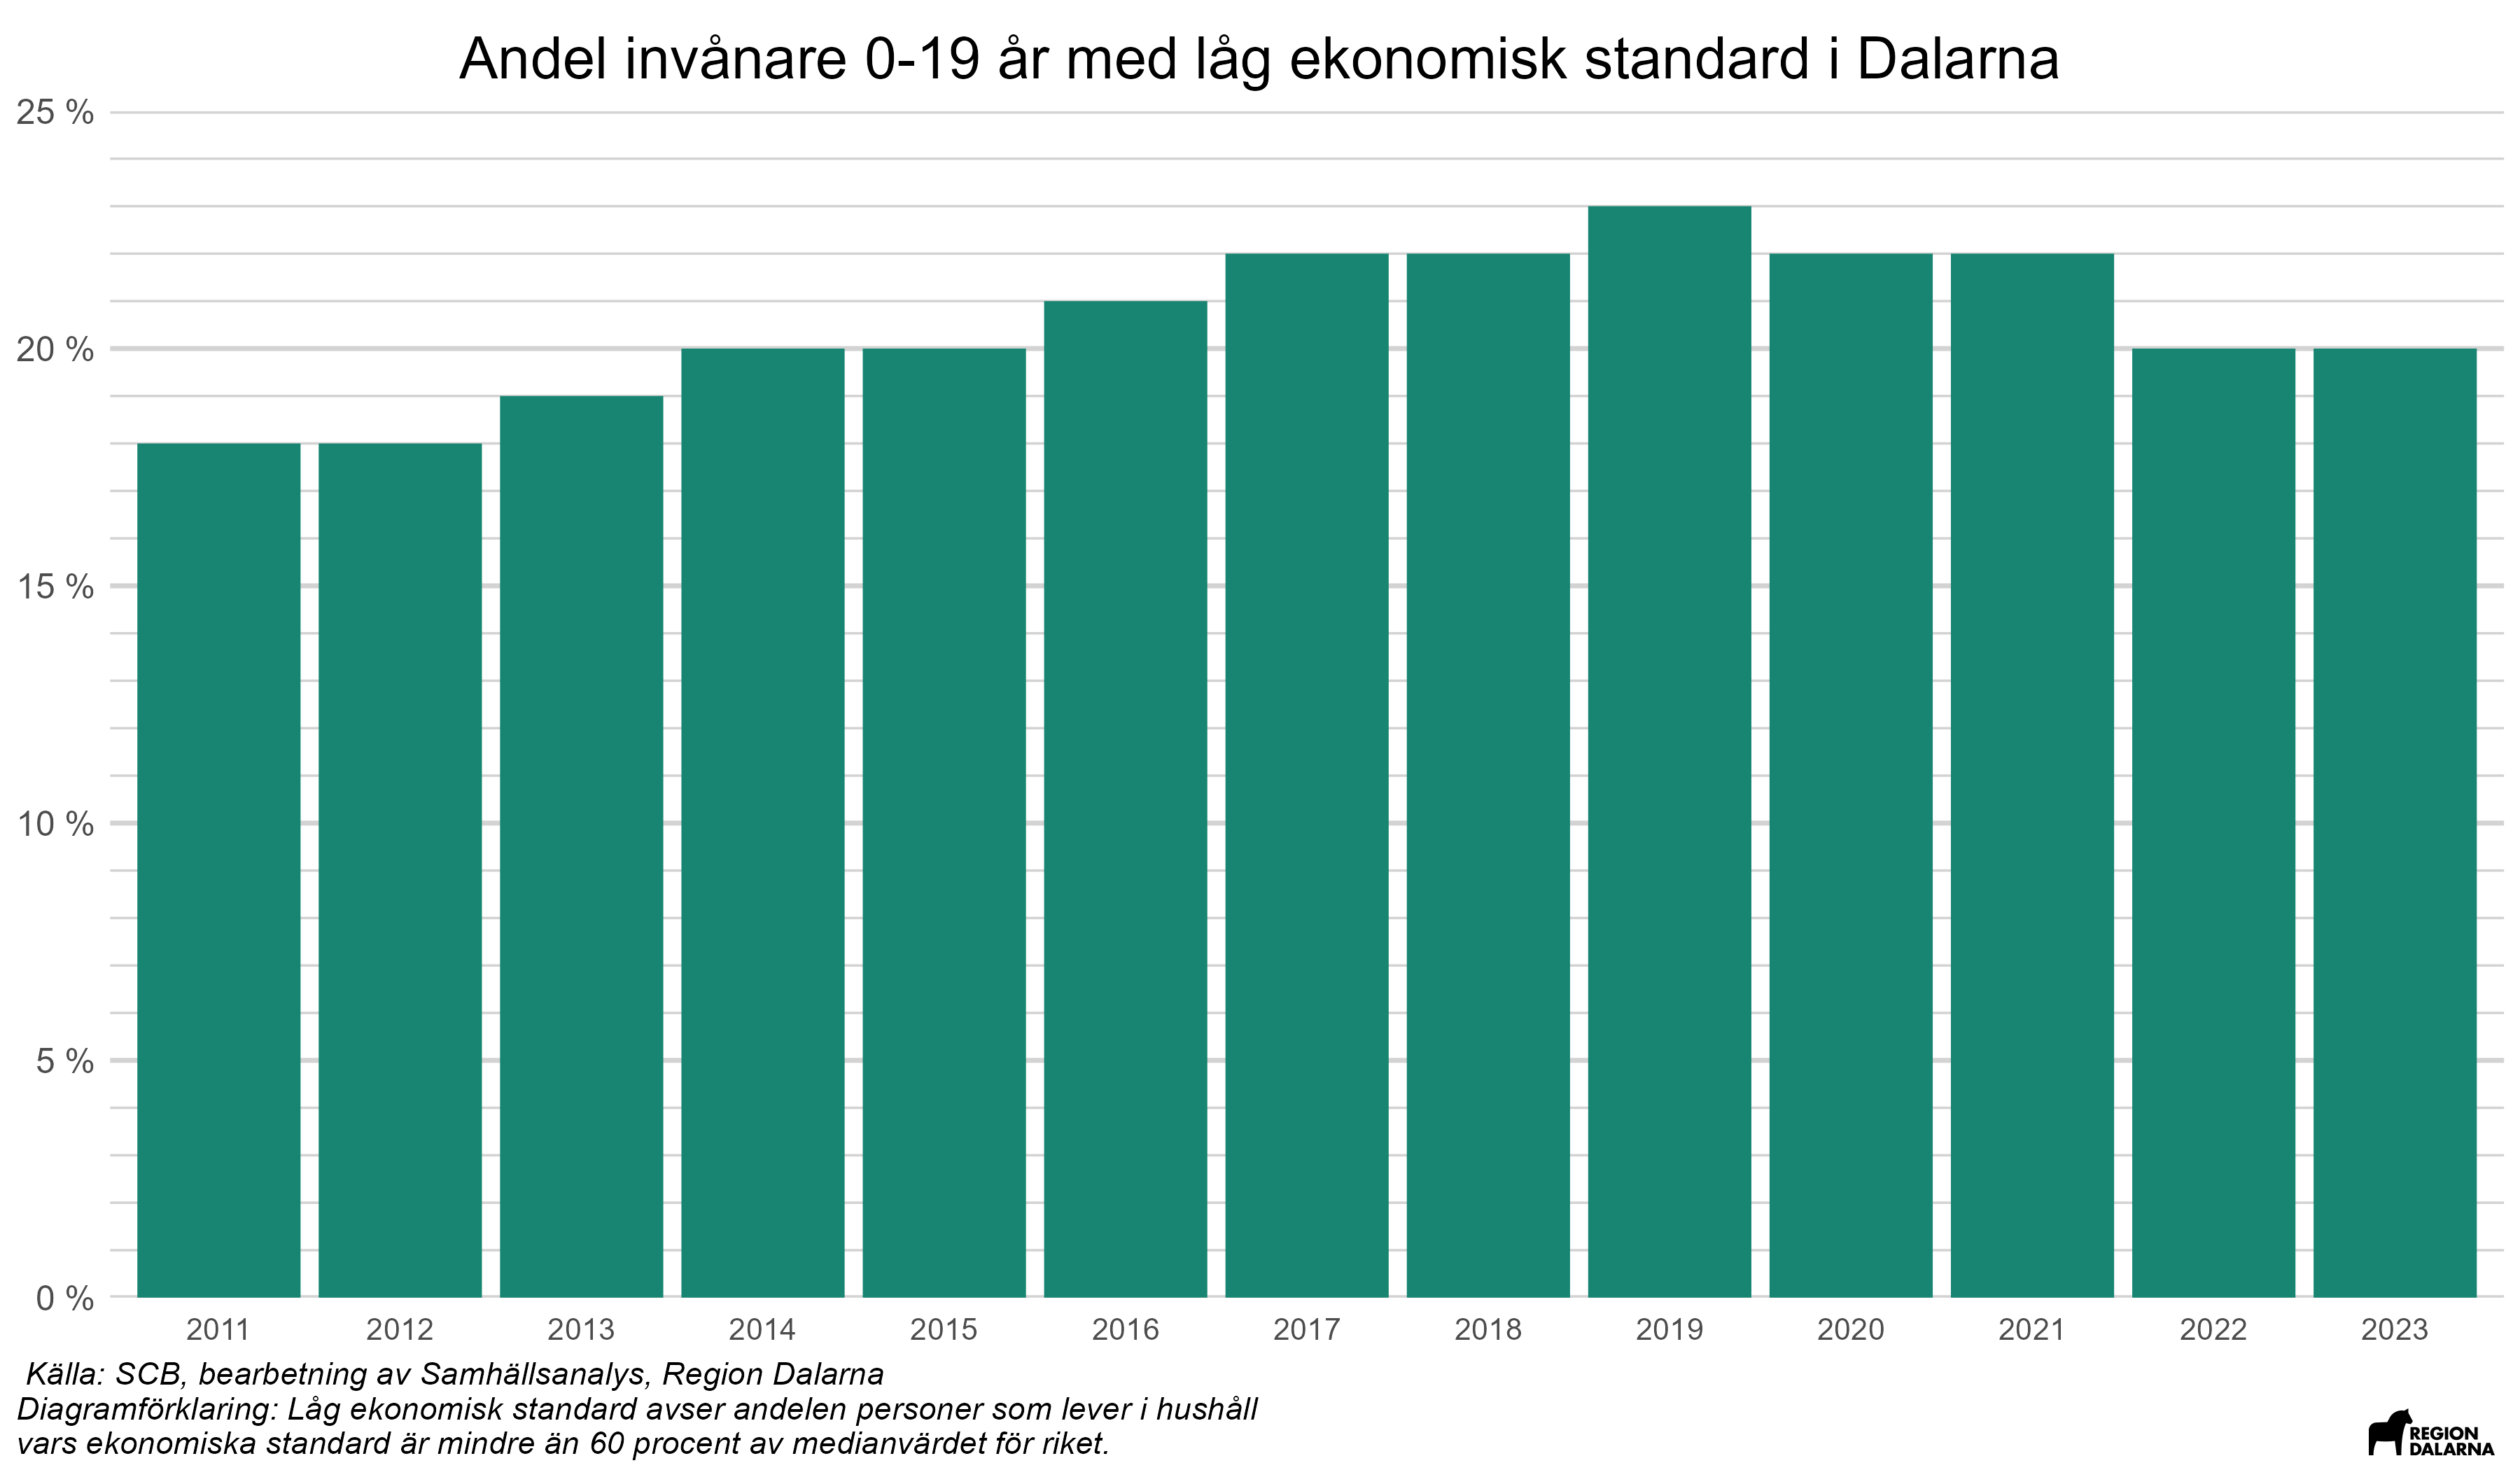 Andel invånare 0-19 år med låg ekonomisk standard i Dalarna
25 %
20 %
15 %
10 %
5 %
0 %
2011 2012 2013 2014 2015 2016 2017 2018 2019 2020 2021 2022 2023
Källa: SCB, bearbetning av Samhällsanalys, Region Dalarna
Diagramförklaring: Låg ekonomisk standard avser andelen personer som lever i hushåll
vars ekonomiska standard är mindre än 60 procent av medianvärdet för riket.
REGION
DALARNA